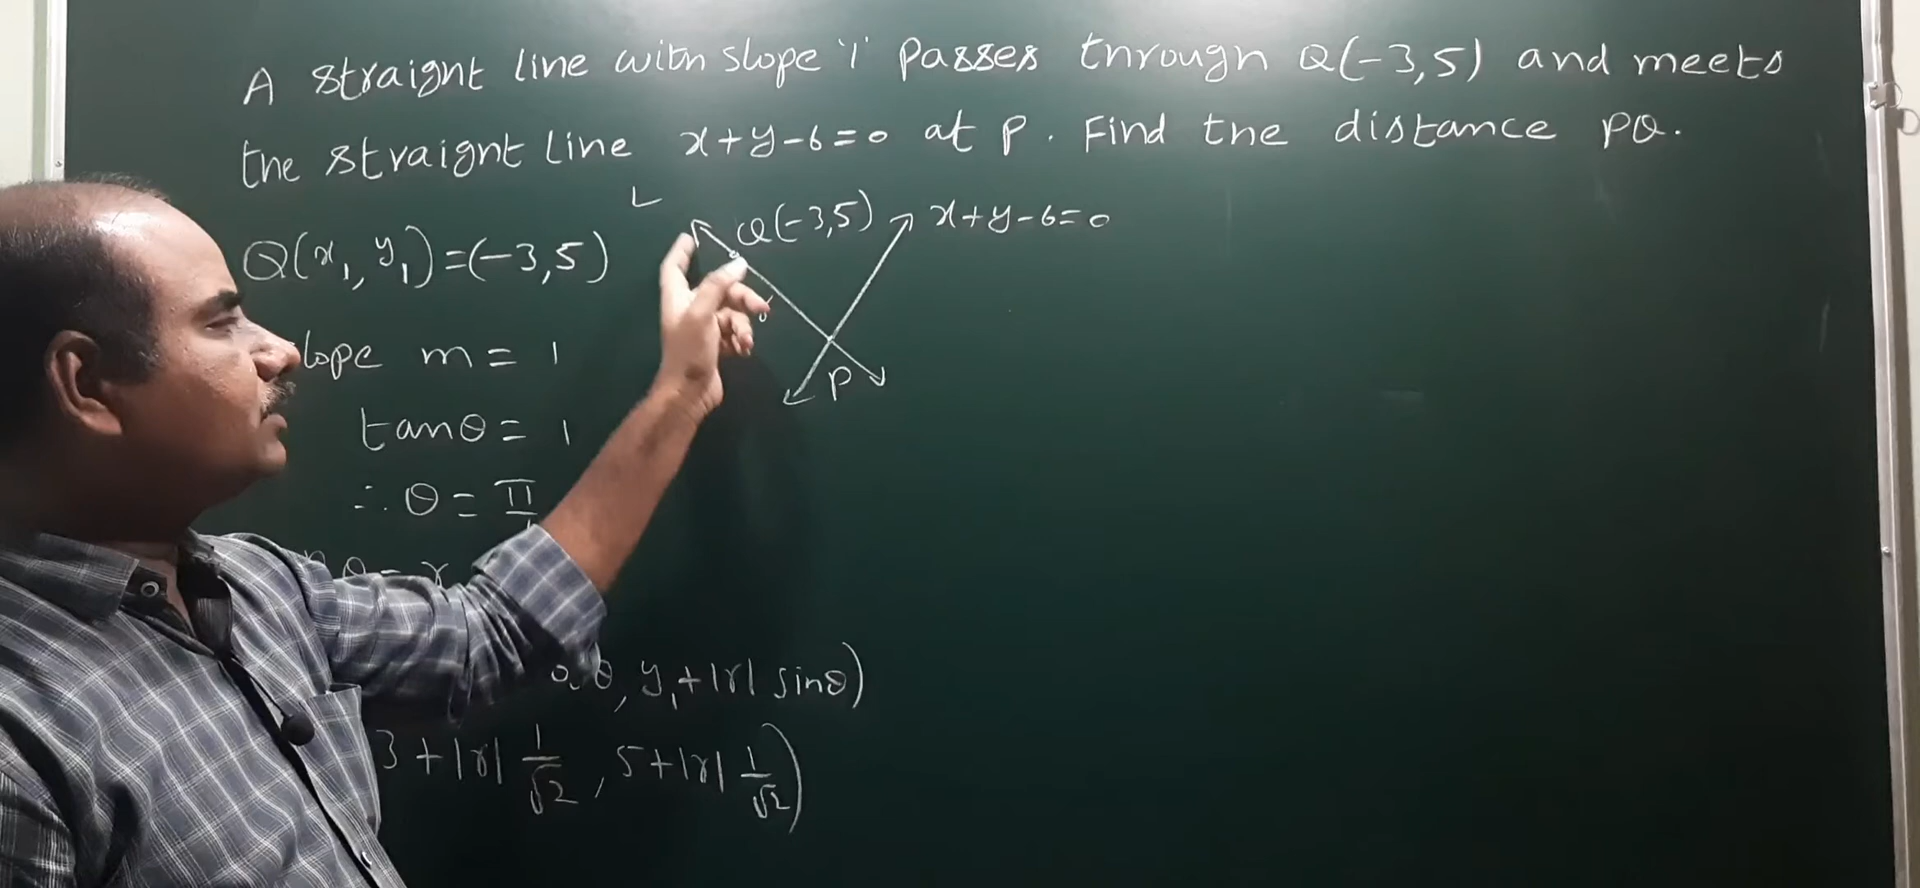 A straight line with slope '1' passes through Q(-3,5) and meets
the straight line x+y-6=0 at P. Find the distance PQ.
L
Q(-3,5)
x+y-6=0
P
Q(x₁, y₁)=(-3,5)
lope m = 1
tanθ = 1
∴ θ = π
θ = r
θ, y₁+|r| sinθ)
3+|r| 1/√2, 5+|r| 1/√2)